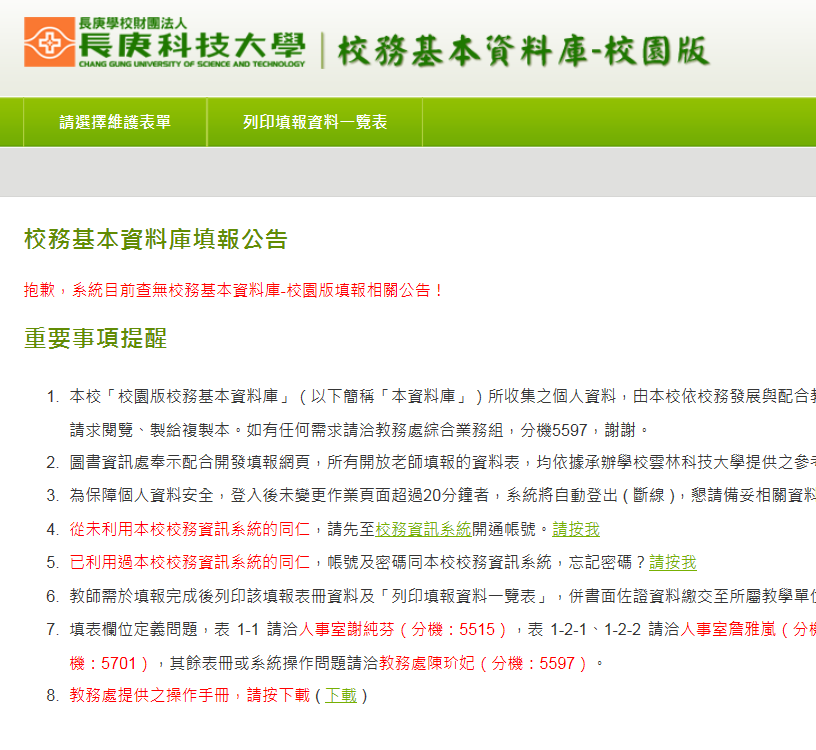 長庚學校財團法人
長庚科技大學
CHANG GUNG UNIVERSITY OF SCIENCE AND TECHNOLOGY
校務基本資料庫-校園版
請選擇維護表單
列印填報資料一覽表
校務基本資料庫填報公告
抱歉，系統目前查無校務基本資料庫-校園版填報相關公告！
重要事項提醒
1. 本校「校園版校務基本資料庫」（以下簡稱「本資料庫」）所收集之個人資料，由本校依校務發展與配合教
請求閱覽、製給複製本。如有任何需求請洽教務處綜合業務組，分機5597，謝謝。
2. 圖書資訊處奉示配合開發填報網頁，所有開放老師填報的資料表，均依據承辦學校雲林科技大學提供之參考
3. 為保障個人資料安全，登入後未變更作業頁面超過20分鐘者，系統將自動登出 ( 斷線 )，懇請備妥相關資料
4. 從未利用本校校務資訊系統的同仁，請先至校務資訊系統開通帳號。請按我
5. 已利用過本校校務資訊系統的同仁，帳號及密碼同本校校務資訊系統，忘記密碼？請按我
6. 教師需於填報完成後列印該填報表冊資料及「列印填報資料一覽表」，併書面佐證資料繳交至所屬教學單位
7. 填表欄位定義問題，表 1-1 請洽人事室謝純芬（分機：5515），表 1-2-1、1-2-2 請洽人事室詹雅嵐（分機
機：5701），其餘表冊或系統操作問題請洽教務處陳玠妃（分機：5597）。
8. 教務處提供之操作手冊，請按下載 ( 下載 )